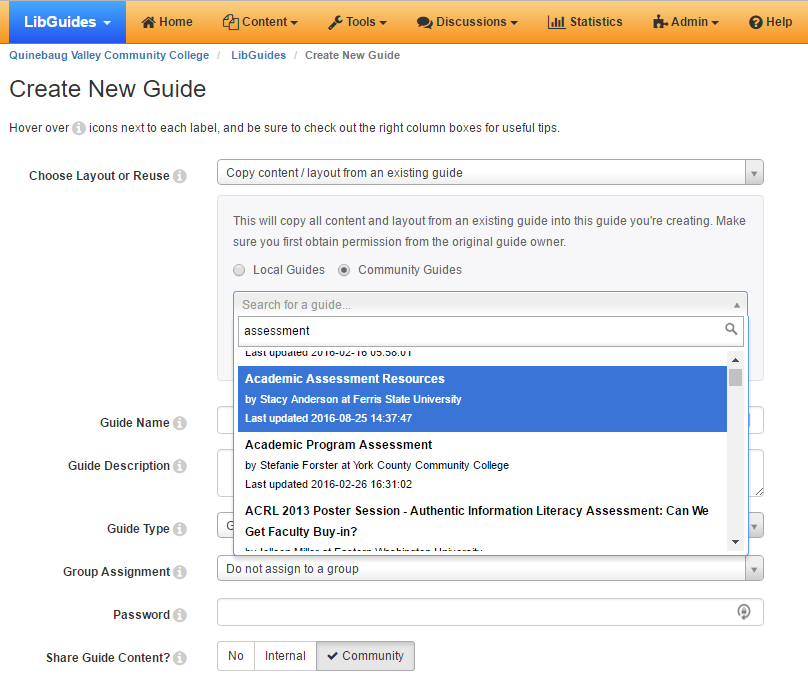 LibGuides Home Content Tools Discussions Statistics Admin Help
Quinebaug Valley Community College / LibGuides / Create New Guide
Create New Guide
Hover over icons next to each label, and be sure to check out the right column boxes for useful tips.
Choose Layout or Reuse
Copy content / layout from an existing guide
This will copy all content and layout from an existing guide into this guide you're creating. Make
sure you first obtain permission from the original guide owner.
Local Guides Community Guides
Search for a guide...
assessment
Last updated 2016-02-16 05:58:01
Academic Assessment Resources
by Stacy Anderson at Ferris State University
Last updated 2016-08-25 14:37:47
Academic Program Assessment
by Stefanie Forster at York County Community College
Last updated 2016-02-26 16:31:02
ACRL 2013 Poster Session - Authentic Information Literacy Assessment: Can We
Get Faculty Buy-in?
at Eastern Washington University
Guide Name
Guide Description
Guide Type G
Group Assignment Do not assign to a group
Password
Share Guide Content? No Internal Community